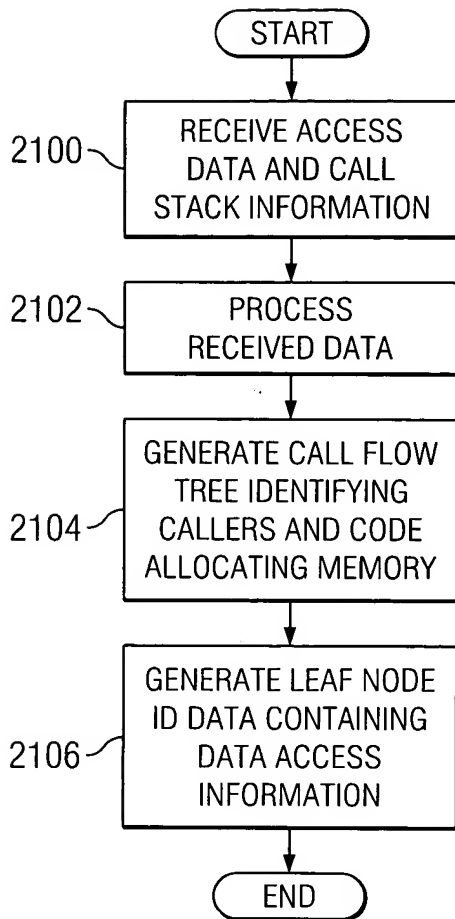 START
2100
RECEIVE ACCESS
DATA AND CALL
STACK INFORMATION
2102
PROCESS
RECEIVED DATA
2104
GENERATE CALL FLOW
TREE IDENTIFYING
CALLERS AND CODE
ALLOCATING MEMORY
2106
GENERATE LEAF NODE
ID DATA CONTAINING
DATA ACCESS
INFORMATION
END